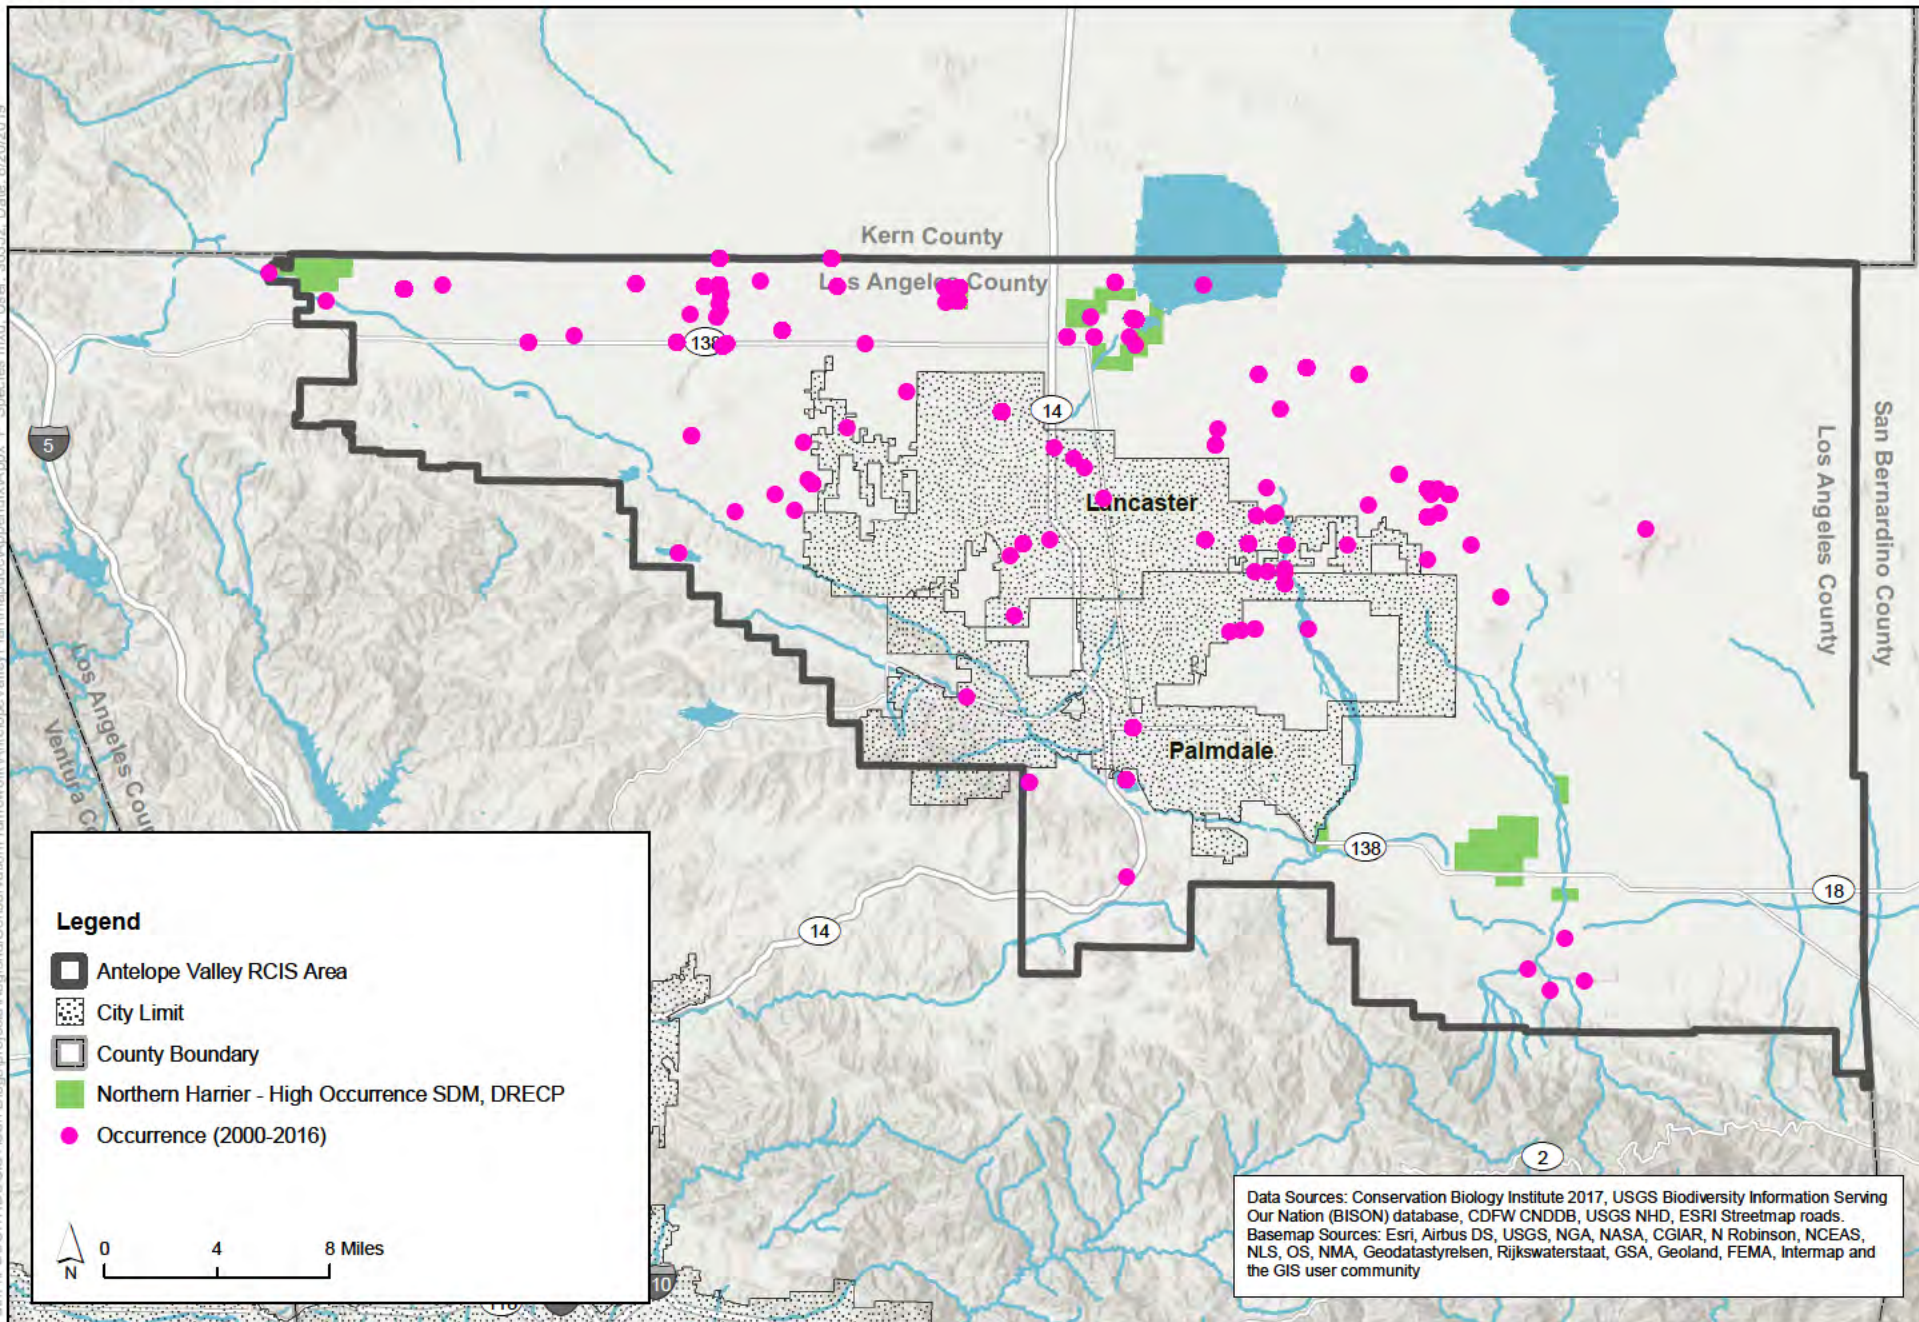 Kern County
Los Angeles County
138
14
5
Lancaster
Palmdale
Los Angeles County
San Bernardino County
Los Angeles Coun
Ventura Co
138
18
14
2
10
Legend
Antelope Valley RCIS Area
City Limit
County Boundary
Northern Harrier - High Occurrence SDM, DRECP
Occurrence (2000-2016)
N
0 4 8 Miles
Data Sources: Conservation Biology Institute 2017, USGS Biodiversity Information Serving
Our Nation (BISON) database, CDFW CNDDB, USGS NHD, ESRI Streetmap roads.
Basemap Sources: Esri, Airbus DS, USGS, NGA, NASA, CGIAR, N Robinson, NCEAS,
NLS, OS, NMA, Geodatastyrelsen, Rijkswaterstaat, GSA, Geoland, FEMA, Intermap and
the GIS user community